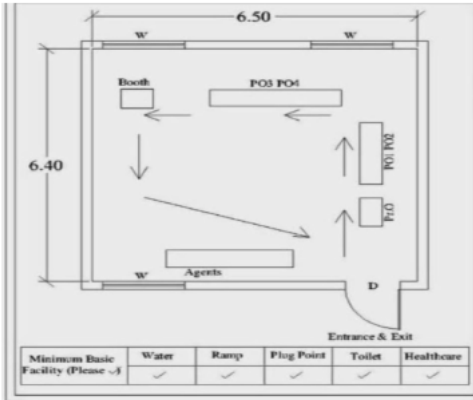 6.50
W W
Booth PO3 PO4
PO1 PO2
6.40
Pr.O
W Agents D
Entrance & Exit
Minimum Basic Facility (Please ✓) Water Ramp Plug Point Toilet Healthcare
✓ ✓ ✓ ✓ ✓